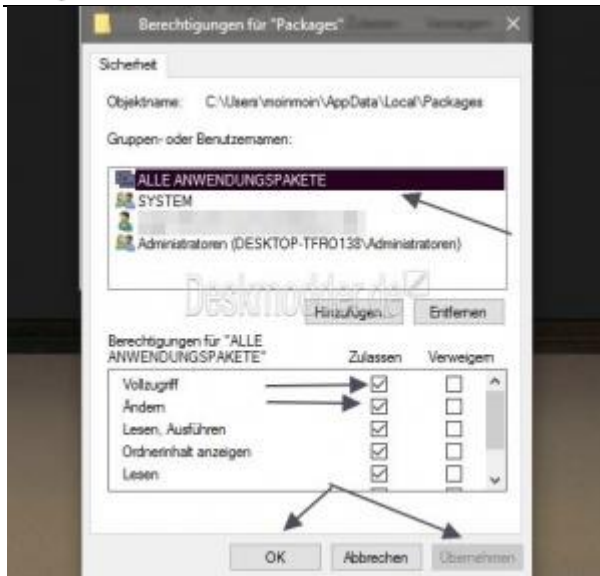 Berechtigungen für "Packages"
Sicherheit
Objektname: C:\Users\moinmoin\AppData\Local\Packages
Gruppen- oder Benutzernamen:
ALLE ANWENDUNGSPAKETE
SYSTEM
Administratoren (DESKTOP-TFRO138\Administratoren)
Deskmodder.de
Hinzufügen... Entfernen
Berechtigungen für "ALLE
ANWENDUNGSPAKETE" Zulassen Verweigern
Vollzugriff
Ändern
Lesen, Ausführen
Ordnerinhalt anzeigen
Lesen
OK Abbrechen Übernehmen